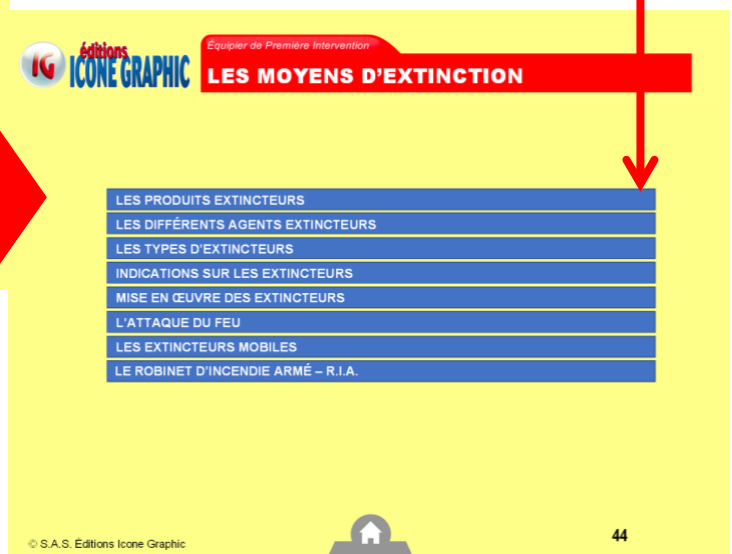 IG
éditions
ICONE GRAPHIC
Équipier de Première Intervention
LES MOYENS D'EXTINCTION
LES PRODUITS EXTINCTEURS
LES DIFFÉRENTS AGENTS EXTINCTEURS
LES TYPES D'EXTINCTEURS
INDICATIONS SUR LES EXTINCTEURS
MISE EN ŒUVRE DES EXTINCTEURS
L'ATTAQUE DU FEU
LES EXTINCTEURS MOBILES
LE ROBINET D'INCENDIE ARMÉ – R.I.A.
© S.A.S. Éditions Icone Graphic
44